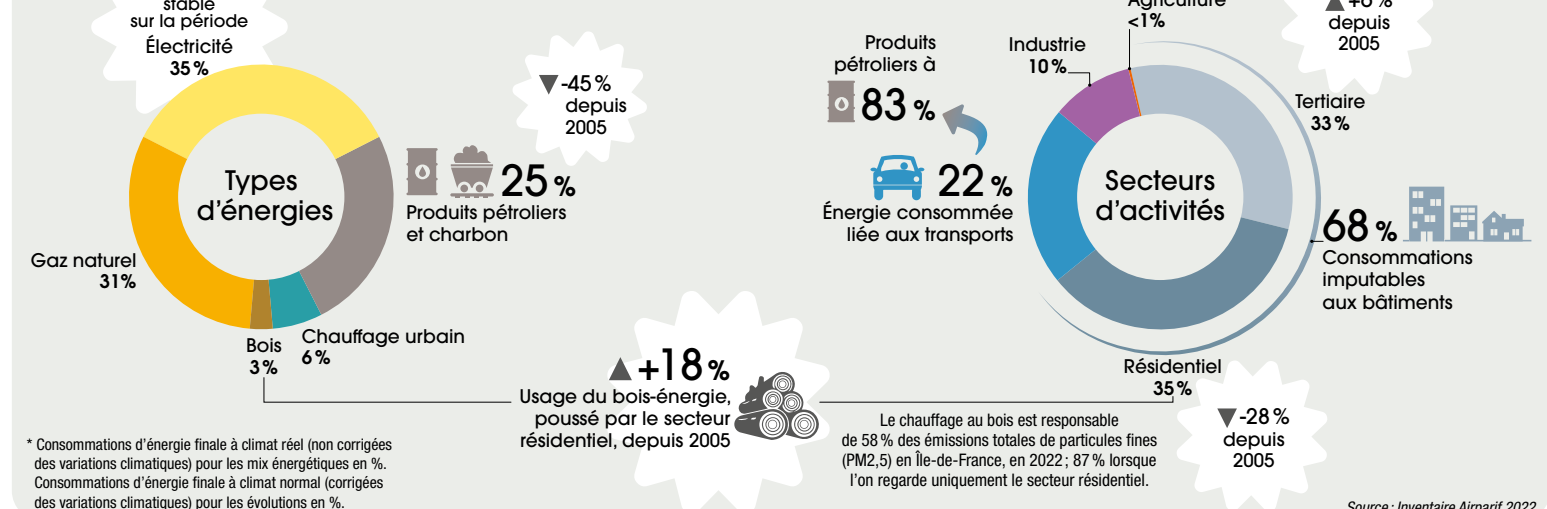 stable
sur la période
Électricité
35 %
▼ -45 %
depuis
2005
Types
d'énergies
25 %
Produits pétroliers
et charbon
Gaz naturel
31%
Bois
3 %
Chauffage urbain
6 %
▲ +18 %
Usage du bois-énergie,
poussé par le secteur
résidentiel, depuis 2005
* Consommations d'énergie finale à climat réel (non corrigées
des variations climatiques) pour les mix énergétiques en %.
Consommations d'énergie finale à climat normal (corrigées
des variations climatiques) pour les évolutions en %.
Agriculture
<1%
▲ +6 %
depuis
2005
Industrie
10 %
Produits
pétroliers à
83 %
22 %
Énergie consommée
liée aux transports
Secteurs
d'activités
Tertiaire
33 %
68 %
Consommations
imputables
aux bâtiments
Résidentiel
35 %
▼ -28 %
depuis
2005
Le chauffage au bois est responsable
de 58 % des émissions totales de particules fines
(PM2,5) en Île-de-France, en 2022 ; 87 % lorsque
l'on regarde uniquement le secteur résidentiel.
Source : Inventaire Airparif 2022